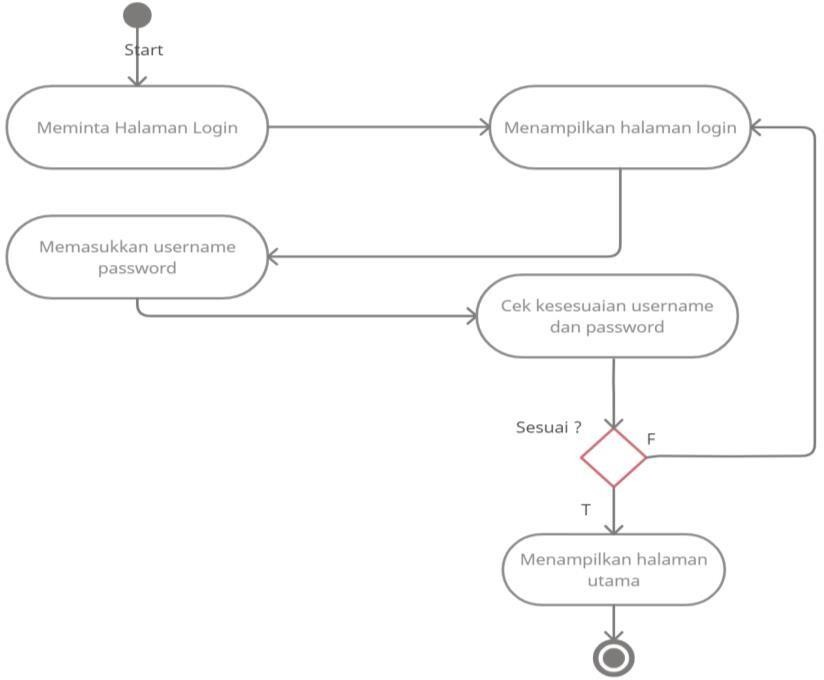 Start
Meminta Halaman Login
Menampilkan halaman login
Memasukkan username
password
Cek kesesuaian username
dan password
Sesuai ?
F
T
Menampilkan halaman
utama